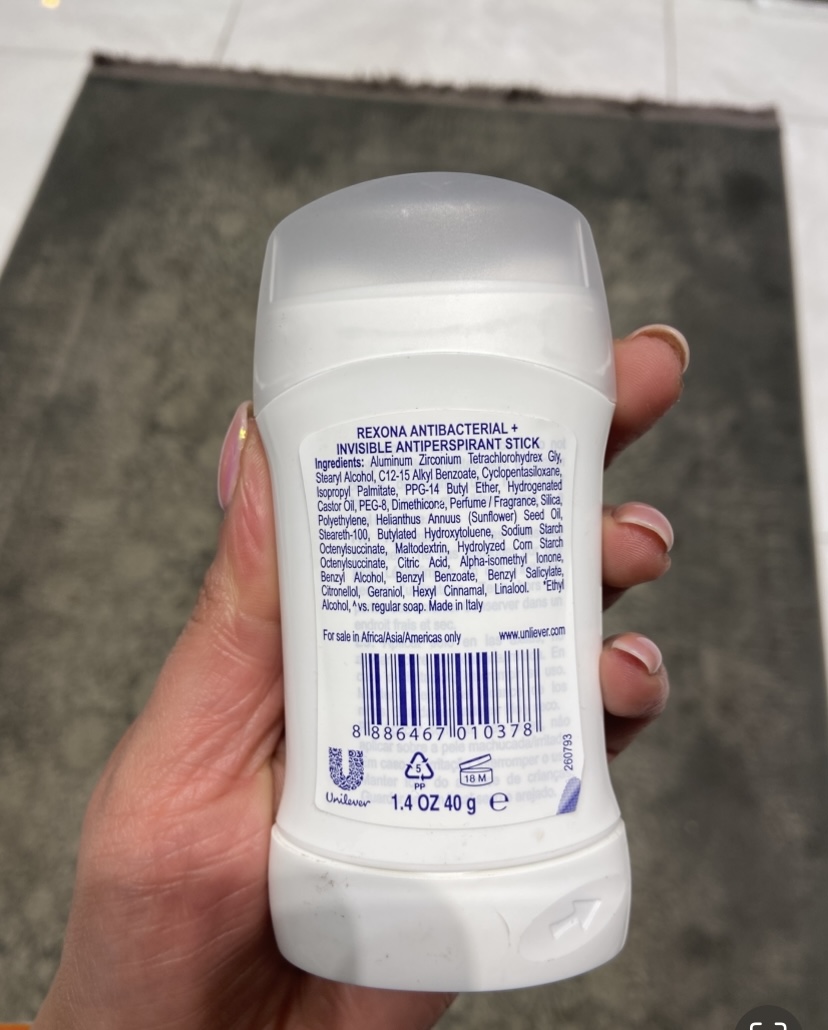 REXONA ANTIBACTERIAL +
INVISIBLE ANTIPERSPIRANT STICK
Ingredients: Aluminum Zirconium Tetrachlorohydrex Gly,
Stearyl Alcohol, C12-15 Alkyl Benzoate, Cyclopentasiloxane,
Isopropyl Palmitate, PPG-14 Butyl Ether, Hydrogenated
Castor Oil, PEG-8, Dimethicone, Perfume / Fragrance, Silica,
Polyethylene, Helianthus Annuus (Sunflower) Seed Oil,
Steareth-100, Butylated Hydroxytoluene, Sodium Starch
Octenylsuccinate, Maltodextrin, Hydrolyzed Corn Starch
Octenylsuccinate, Citric Acid, Alpha-isomethyl Ionone,
Benzyl Alcohol, Benzyl Benzoate, Benzyl Salicylate,
Citronellol, Geraniol, Hexyl Cinnamal, Linalool. *Ethyl
Alcohol, ^ vs. regular soap. Made in Italy
For sale in Africa/Asia/Americas only www.unilever.com
8 886467 010378
260793
5
PP
18 M
Unilever
1.4 OZ 40 g ℮